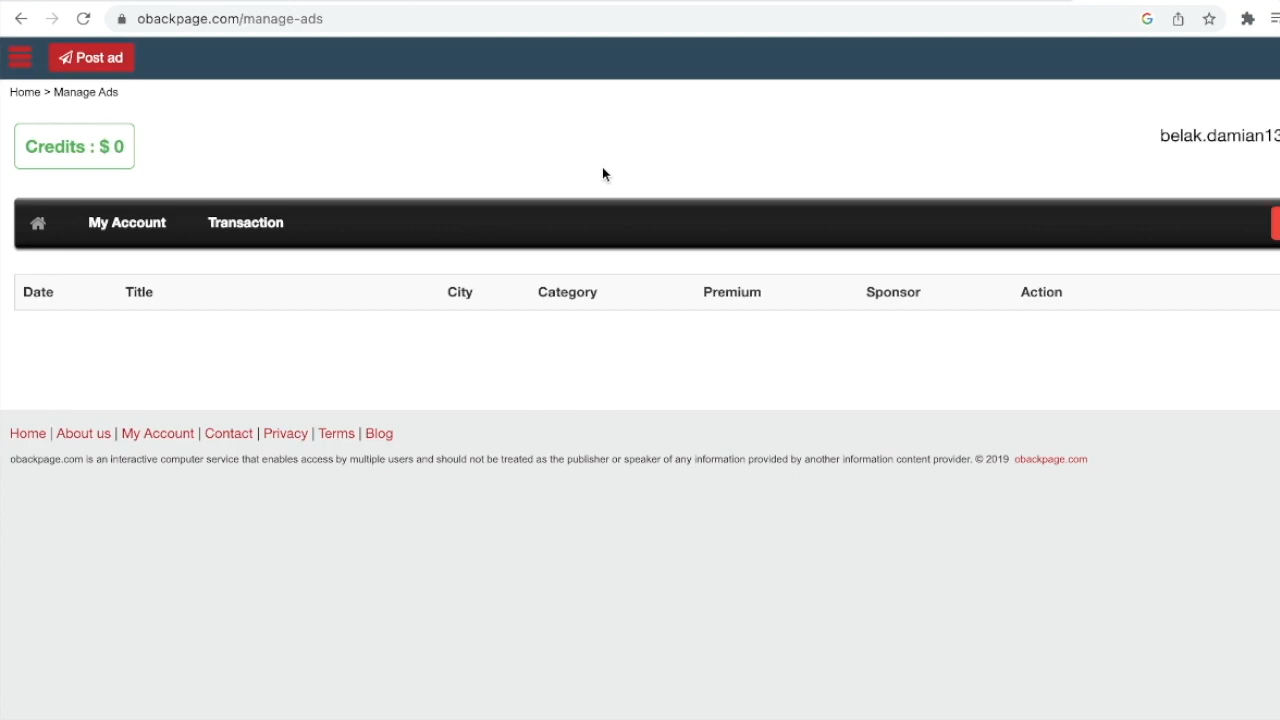 obackpage.com/manage-ads
Post ad
Home > Manage Ads
Credits : $ 0
belak.damian13
My Account Transaction
Date Title City Category Premium Sponsor Action
Home | About us | My Account | Contact | Privacy | Terms | Blog
obackpage.com is an interactive computer service that enables access by multiple users and should not be treated as the publisher or speaker of any information provided by another information content provider. © 2019 obackpage.com